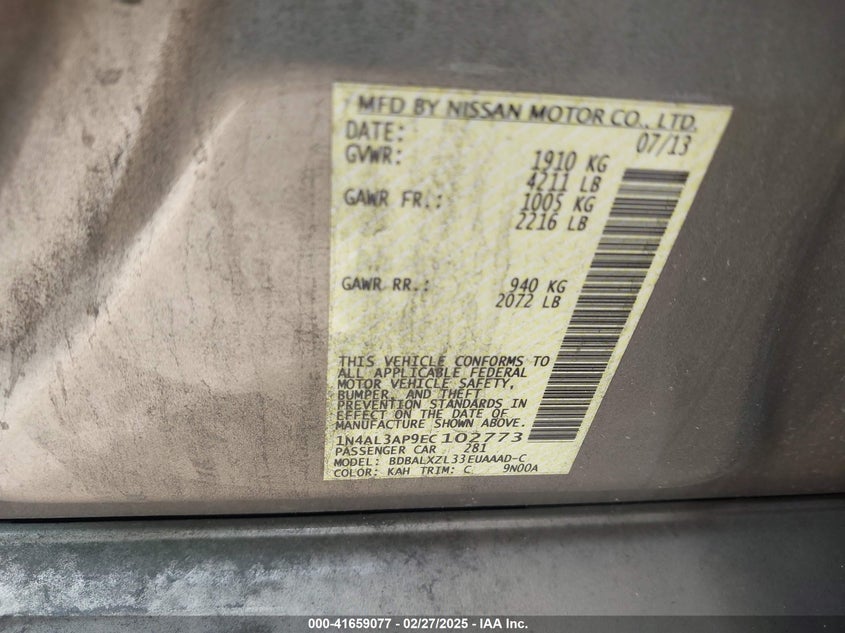 MFD BY NISSAN MOTOR CO., LTD.
DATE: 07/13
GVWR: 1910 KG
4211 LB
GAWR FR.: 1005 KG
2216 LB
GAWR RR.: 940 KG
2072 LB
THIS VEHICLE CONFORMS TO
ALL APPLICABLE FEDERAL
MOTOR VEHICLE SAFETY,
BUMPER, AND THEFT
PREVENTION STANDARDS IN
EFFECT ON THE DATE OF
MANUFACTURE SHOWN ABOVE.
1N4AL3AP9EC102773
PASSENGER CAR 281
MODEL: BDBALXZL33EUAAAD-C
COLOR: KAH TRIM: C 9N00A
000-41659077 - 02/27/2025 - IAA Inc.